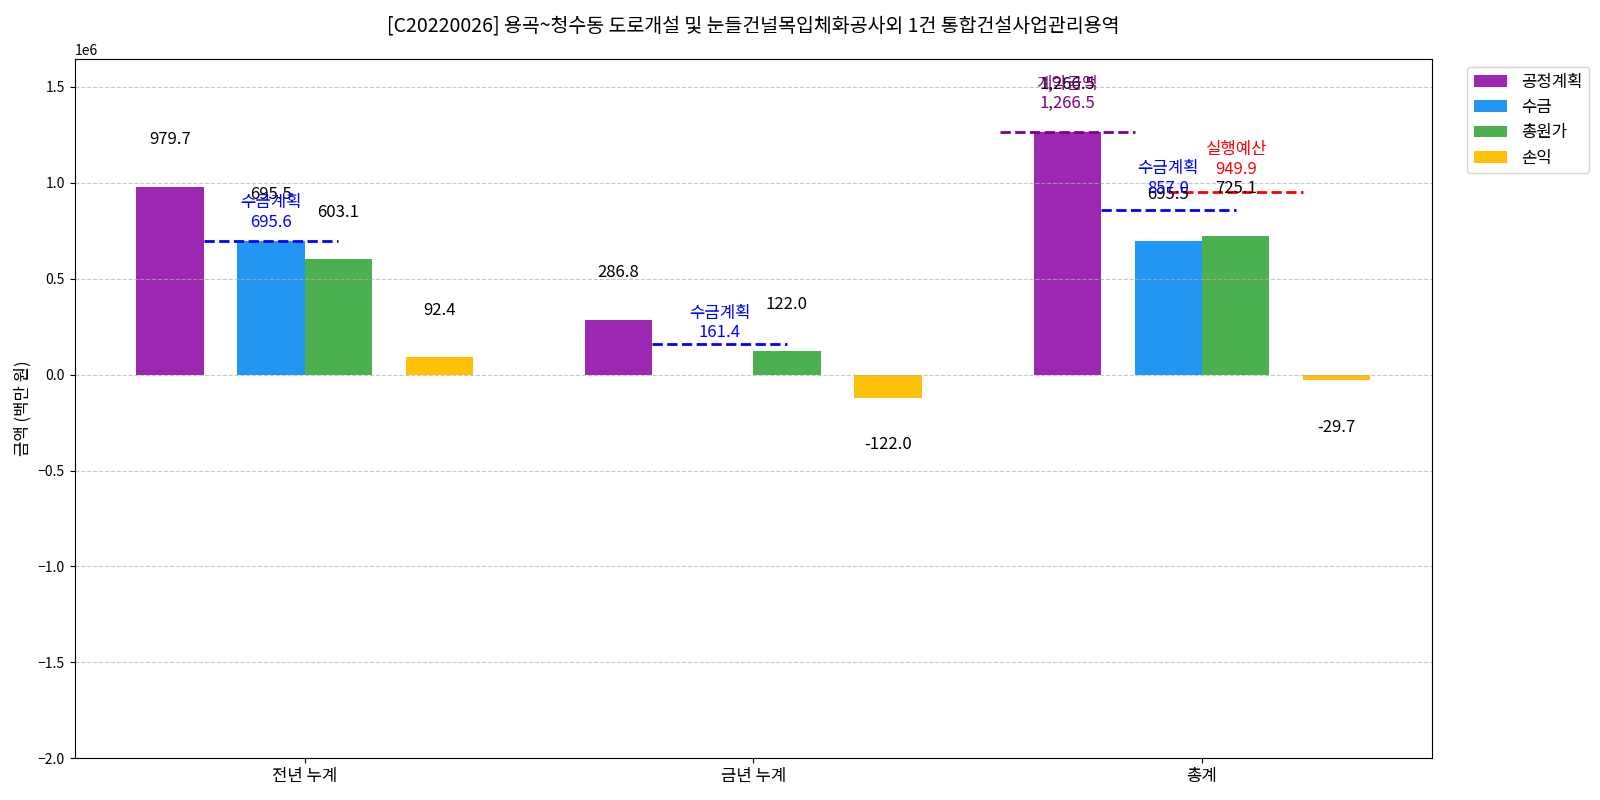 [C20220026] 용곡~청수동 도로개설 및 눈들건널목입체화공사외 1건 통합건설사업관리용역
1e6
공정계획
수금
총원가
손익
금액 (백만 원)
1.5
1.0
0.5
0.0
−0.5
−1.0
−1.5
−2.0
979.7
695.5
수금계획
695.6
603.1
92.4
286.8
수금계획
161.4
122.0
-122.0
1,266.5
계약금액
1,266.5
수금계획
857.0
695.5
실행예산
949.9
725.1
-29.7
전년 누계
금년 누계
총계